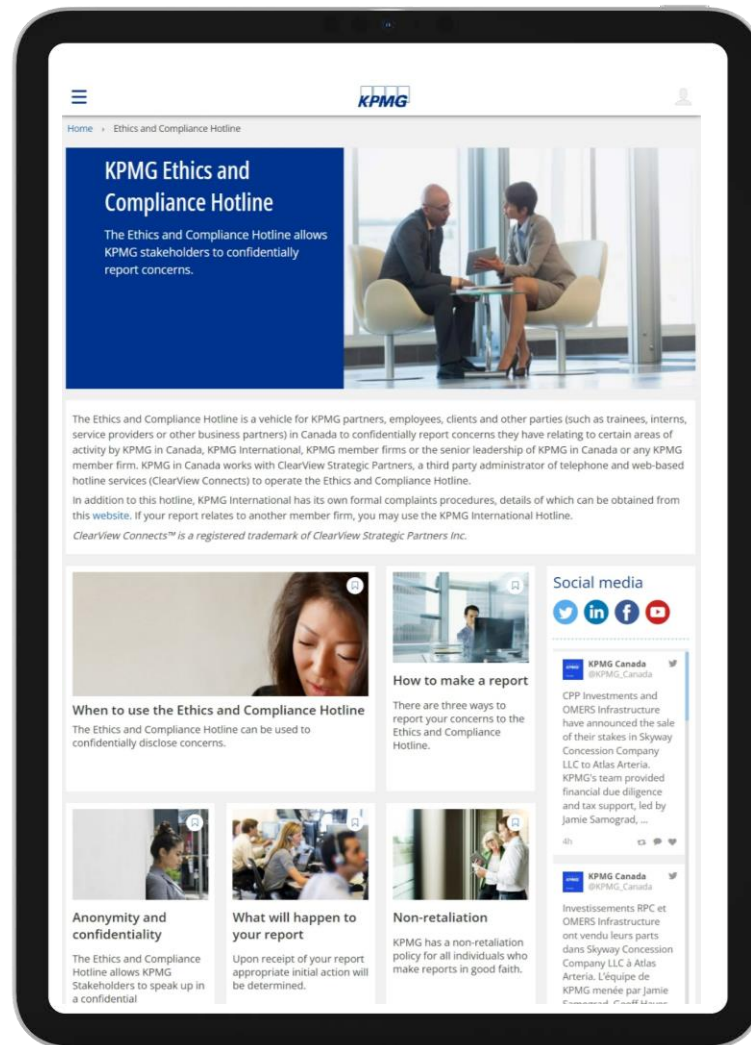 KPMG
Home › Ethics and Compliance Hotline
KPMG Ethics and
Compliance Hotline
The Ethics and Compliance Hotline allows
KPMG stakeholders to confidentially
report concerns.
The Ethics and Compliance Hotline is a vehicle for KPMG partners, employees, clients and other parties (such as trainees, interns,
service providers or other business partners) in Canada to confidentially report concerns they have relating to certain areas of
activity by KPMG in Canada, KPMG International, KPMG member firms or the senior leadership of KPMG in Canada or any KPMG
member firm. KPMG in Canada works with ClearView Strategic Partners, a third party administrator of telephone and web-based
hotline services (ClearView Connects) to operate the Ethics and Compliance Hotline.
In addition to this hotline, KPMG International has its own formal complaints procedures, details of which can be obtained from
this website. If your report relates to another member firm, you may use the KPMG International Hotline.
ClearView Connects™ is a registered trademark of ClearView Strategic Partners Inc.
When to use the Ethics and Compliance Hotline
The Ethics and Compliance Hotline can be used to
confidentially disclose concerns.
How to make a report
There are three ways to
report your concerns to the
Ethics and Compliance
Hotline.
Anonymity and
confidentiality
The Ethics and Compliance
Hotline allows KPMG
Stakeholders to speak up in
a confidential
What will happen to
your report
Upon receipt of your report
appropriate initial action will
be determined.
Non-retaliation
KPMG has a non-retaliation
policy for all individuals who
make reports in good faith.
Social media
KPMG Canada
@KPMG_Canada
CPP Investments and
OMERS Infrastructure
have announced the sale
of their stakes in Skyway
Concession Company
LLC to Atlas Arteria.
KPMG's team provided
financial due diligence
and tax support, led by
Jamie Samograd, ...
4h
KPMG Canada
@KPMG_Canada
Investissements RPC et
OMERS Infrastructure
ont vendu leurs parts
dans Skyway Concession
Company LLC à Atlas
Arteria. L'équipe de
KPMG menée par Jamie